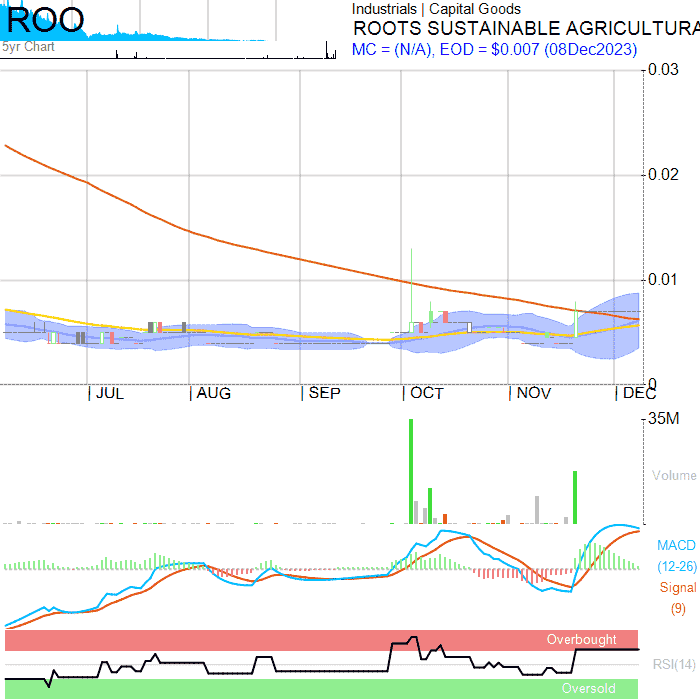 ROO
5yr Chart
Industrials | Capital Goods
ROOTS SUSTAINABLE AGRICULTURA
MC = (N/A), EOD = $0.007 (08Dec2023)
0.03
0.02
0.01
0
JUL AUG SEP OCT NOV DEC
35M
Volume
MACD
(12-26)
Signal
(9)
Overbought
RSI(14)
Oversold